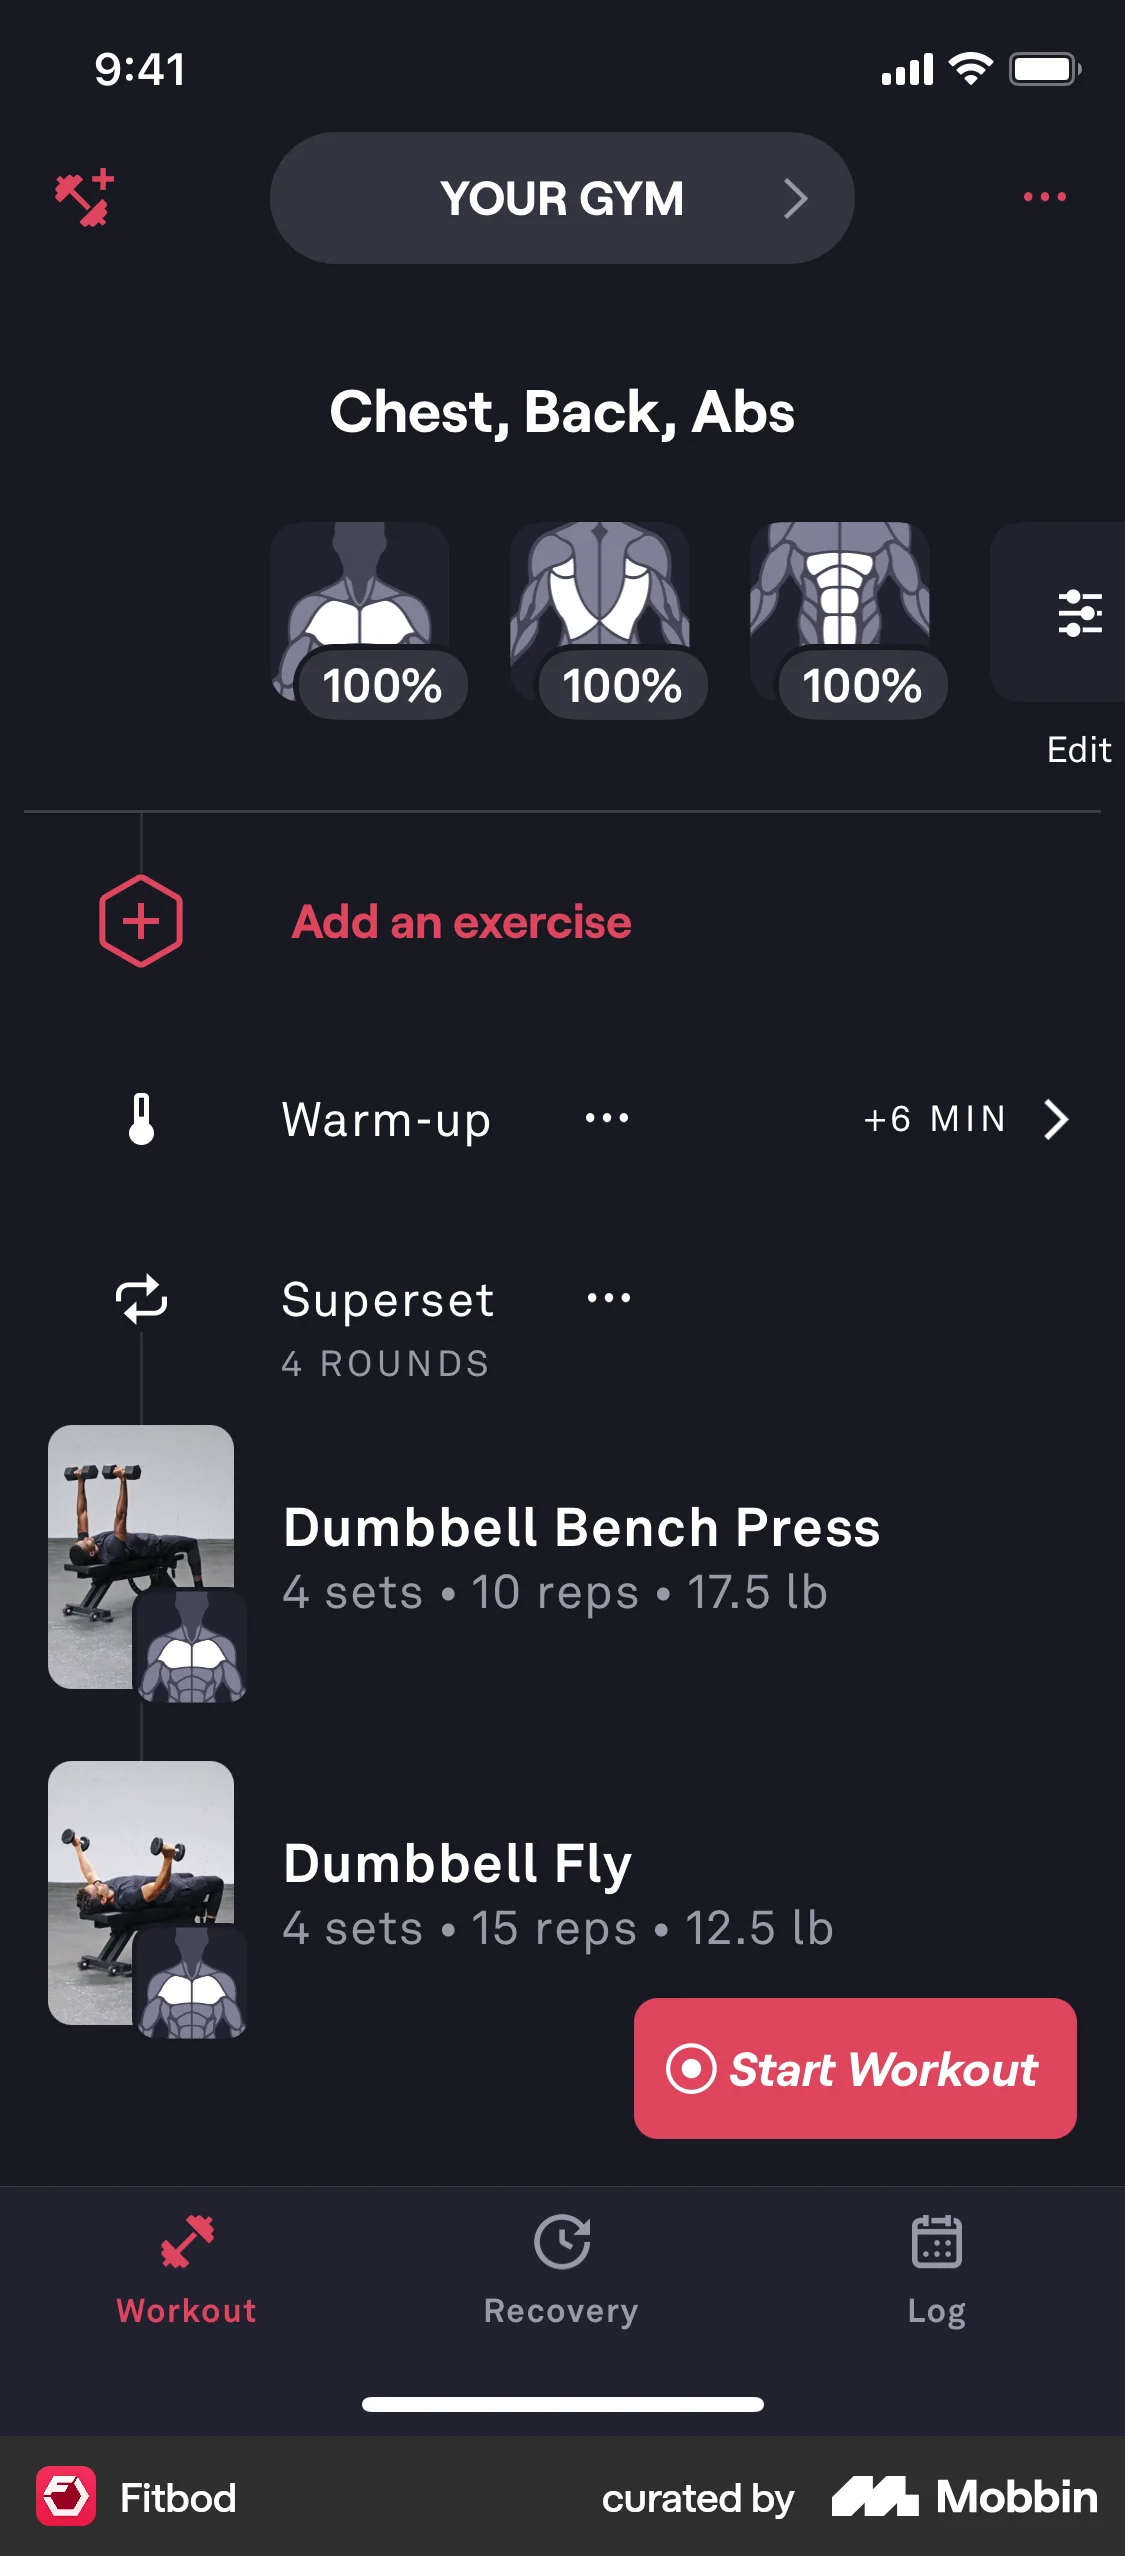 9:41
YOUR GYM
Chest, Back, Abs
100% 100% 100%
Edit
Add an exercise
Warm-up +6 MIN
Superset
4 ROUNDS
Dumbbell Bench Press
4 sets • 10 reps • 17.5 lb
Dumbbell Fly
4 sets • 15 reps • 12.5 lb
Start Workout
Workout Recovery Log
Fitbod curated by Mobbin